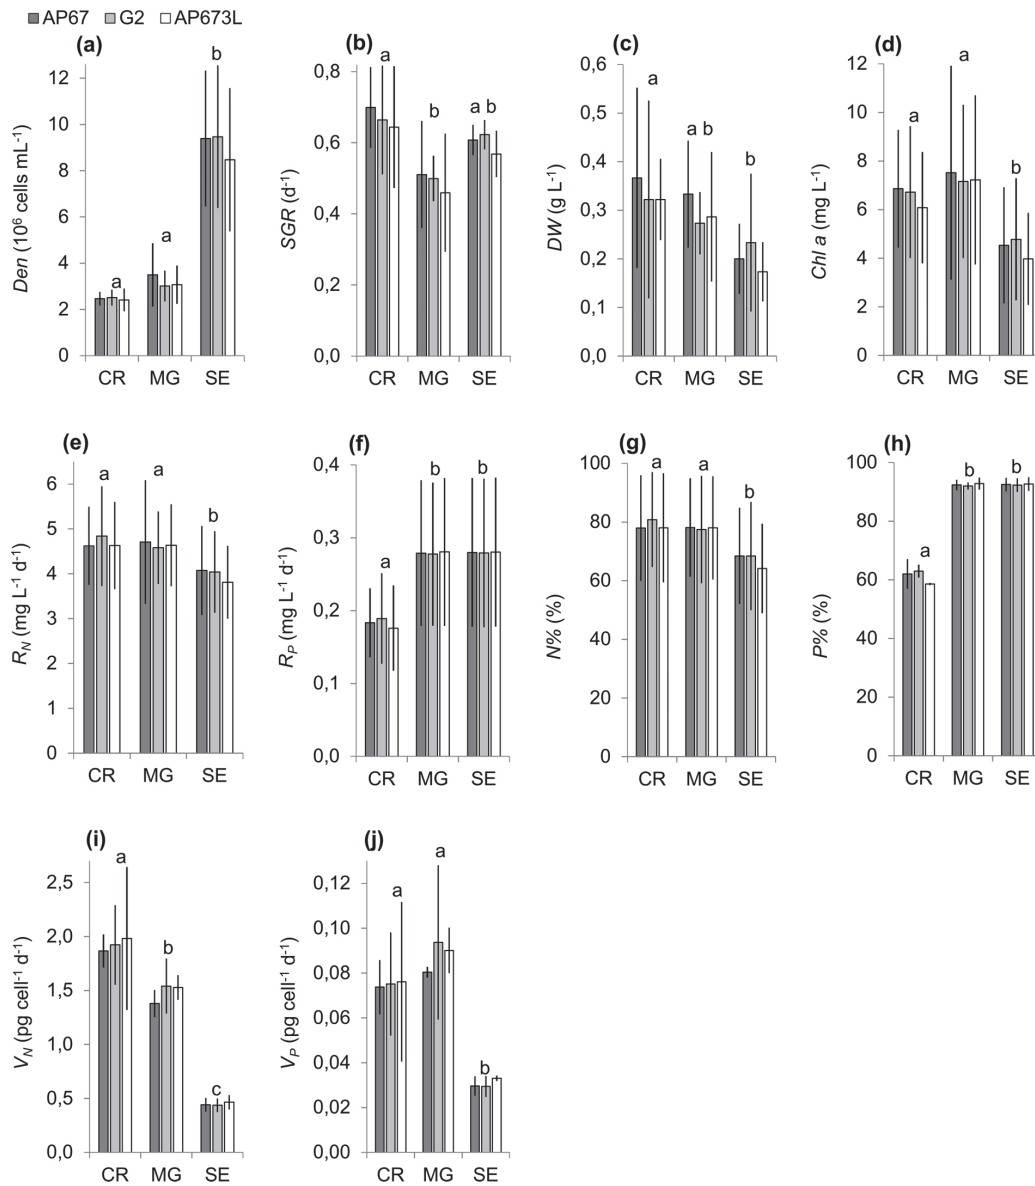 AP67 G2 AP673L
(a) (b) (c) (d)
b a a a
12 0,8 0,6 12
a
10 b a b 0,5 a b 10
8 0,6 0,4 8 b
6 0,4 0,3 b 6
4 a 0,2 4
a 0,2
2 0,1 2
0 0,0 0,0 0
Den (10⁶ cells mL⁻¹) SGR (d⁻¹) DW (g L⁻¹) Chl a (mg L⁻¹)
CR MG SE CR MG SE CR MG SE CR MG SE
(e) (f) (g) (h)
a a b b a a b b b
6 0,4 100 100
b
5 80 80
4 0,3 a
a 60 60
3 0,2
40 40
2 0,1
1 20 20
0 0,0 0 0
R_N (mg L⁻¹ d⁻¹) R_P (mg L⁻¹ d⁻¹) N% (%) P% (%)
CR MG SE CR MG SE CR MG SE CR MG SE
(i) (j)
a a
2,5 0,12 a
2,0 b 0,10
0,08
1,5
0,06
1,0 0,04
0,5 c b
0,02
0,0 0,00
V_N (pg cell⁻¹ d⁻¹) V_P (pg cell⁻¹ d⁻¹)
CR MG SE CR MG SE